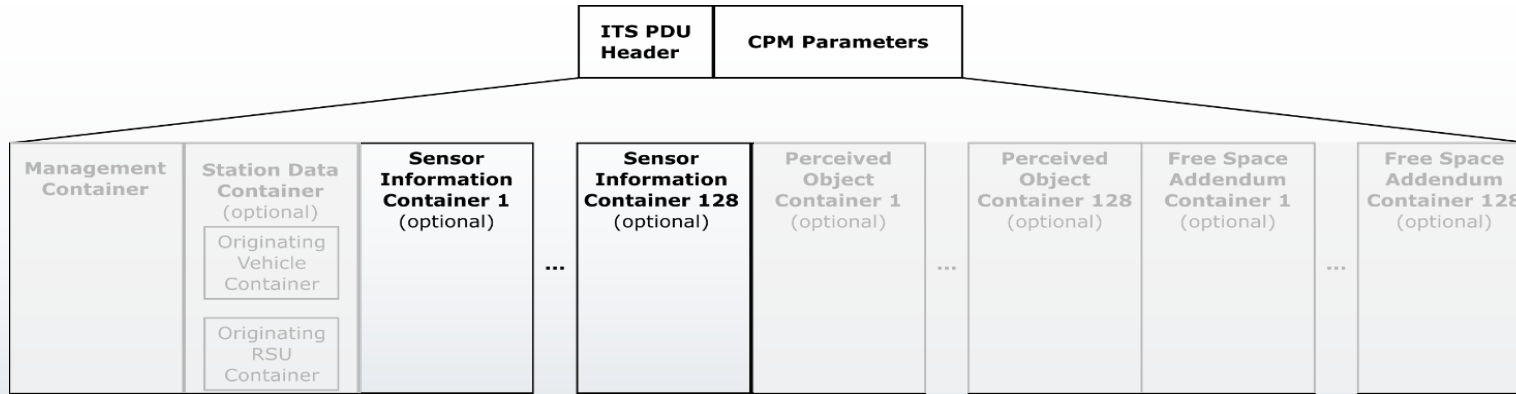 ITS PDU
Header
CPM Parameters
Management
Container
Station Data
Container
(optional)
Originating
Vehicle
Container
Originating
RSU
Container
Sensor
Information
Container 1
(optional)
...
Sensor
Information
Container 128
(optional)
Perceived
Object
Container 1
(optional)
...
Perceived
Object
Container 128
(optional)
Free Space
Addendum
Container 1
(optional)
...
Free Space
Addendum
Container 128
(optional)